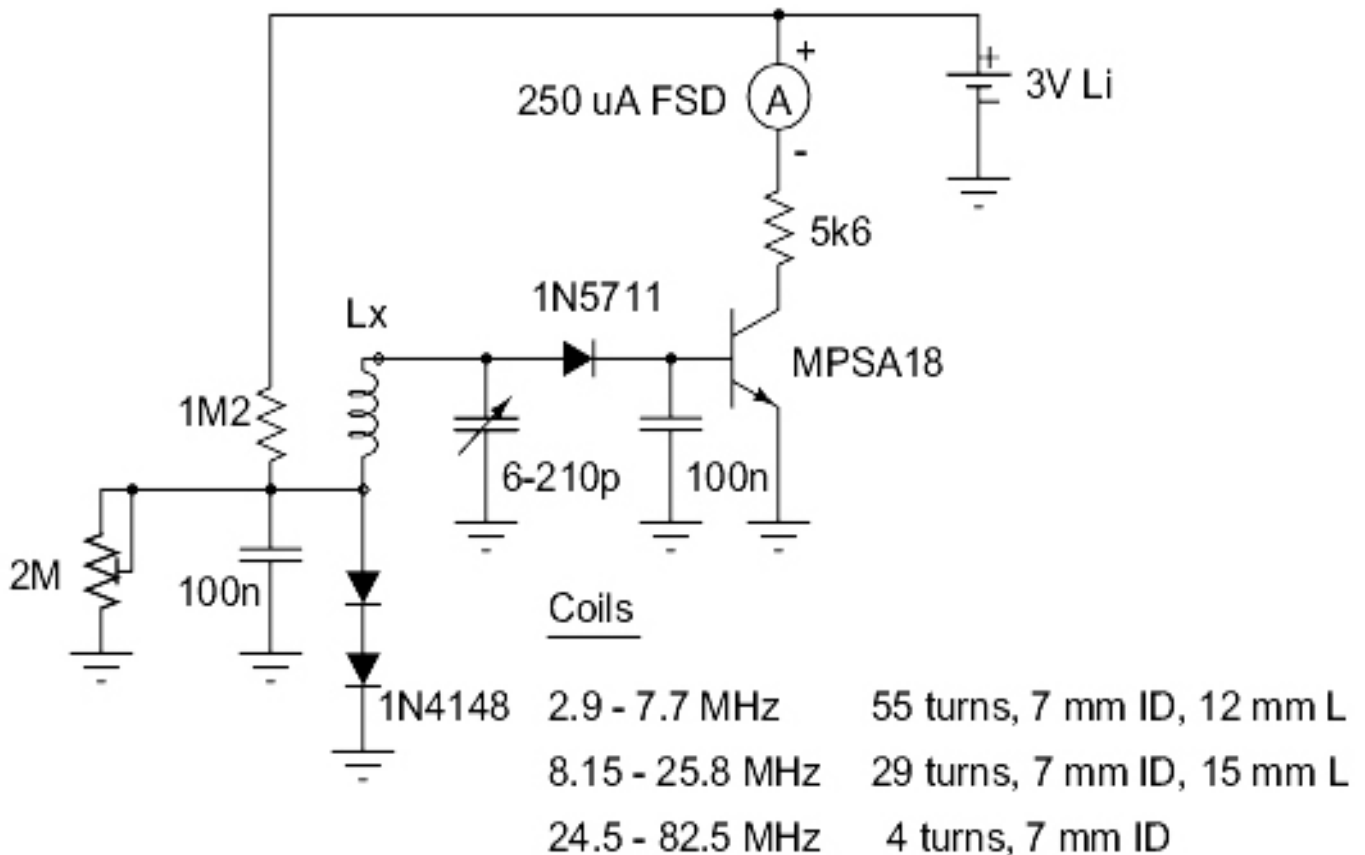 +
250 uA FSD
A
-
+
-
3V Li
5k6
1N5711
Lx
MPSA18
1M2
6-210p
100n
2M
100n
1N4148
Coils
2.9 - 7.7 MHz 55 turns, 7 mm ID, 12 mm L
8.15 - 25.8 MHz 29 turns, 7 mm ID, 15 mm L
24.5 - 82.5 MHz 4 turns, 7 mm ID